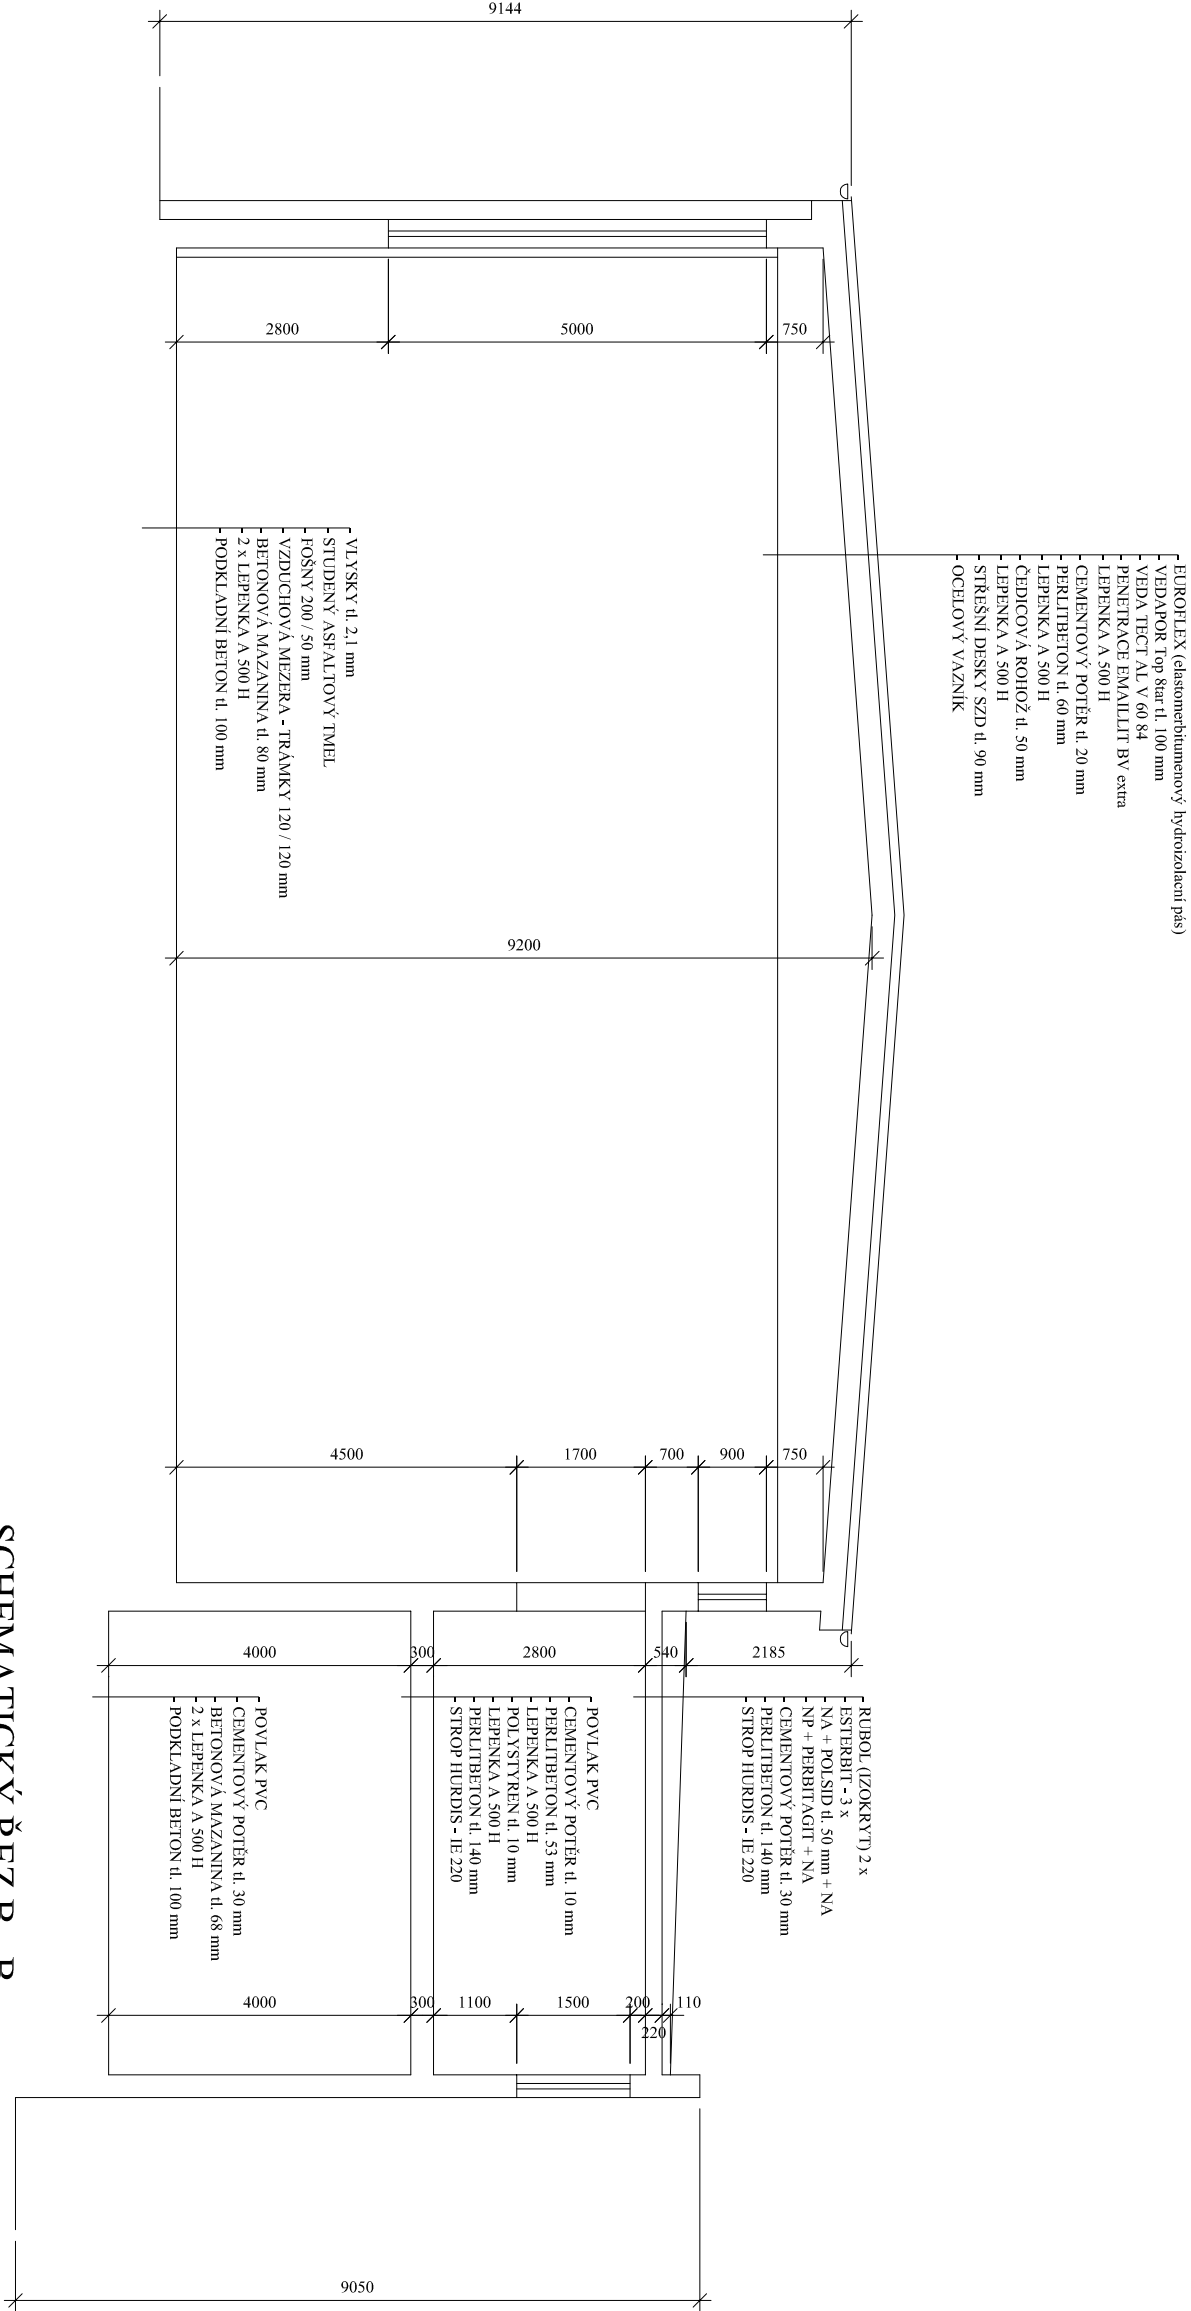 9144
2800
5000
750
EUROFLEX (elastomerbitumenový hydroizolacní pás)
VEDAPOR Top 8tar tl. 100 mm
VEDA TECT AL V 60 84
PENETRACE EMAILLIT BV extra
LEPENKA A 500 H
CEMENTOVÝ POTĚR tl. 20 mm
PERLITBETON tl. 60 mm
LEPENKA A 500 H
ČEDICOVÁ ROHOŽ tl. 50 mm
LEPENKA A 500 H
STŘEŠNÍ DESKY SZD tl. 90 mm
OCELOVÝ VAZNÍK
VLYSKY tl. 2,1 mm
STUDENÝ ASFALTOVÝ TMEL
FOŠNY 200 / 50 mm
VZDUCHOVÁ MEZERA - TRÁMKY 120 / 120 mm
BETONOVÁ MAZANINA tl. 80 mm
2 x LEPENKA A 500 H
PODKLADNÍ BETON tl. 100 mm
9200
4500
1700
700
900
750
4000
300
2800
540
2185
RUBOL (IZOKRYT) 2 x
ESTERBIT - 3 x
NA + POLSID tl. 50 mm + NA
NP + PERBITAGIT + NA
CEMENTOVÝ POTĚR tl. 30 mm
PERLITBETON tl. 140 mm
STROP HURDIS - IE 220
POVLAK PVC
CEMENTOVÝ POTĚR tl. 10 mm
PERLITBETON tl. 53 mm
LEPENKA A 500 H
POLYSTYREN tl. 10 mm
LEPENKA A 500 H
PERLITBETON tl. 140 mm
STROP HURDIS - IE 220
POVLAK PVC
CEMENTOVÝ POTĚR tl. 30 mm
BETONOVÁ MAZANINA tl. 68 mm
2 x LEPENKA A 500 H
PODKLADNÍ BETON tl. 100 mm
4000
300
1100
1500
200
220
110
9050
SCHEMATICKÝ ŘEZ B - B